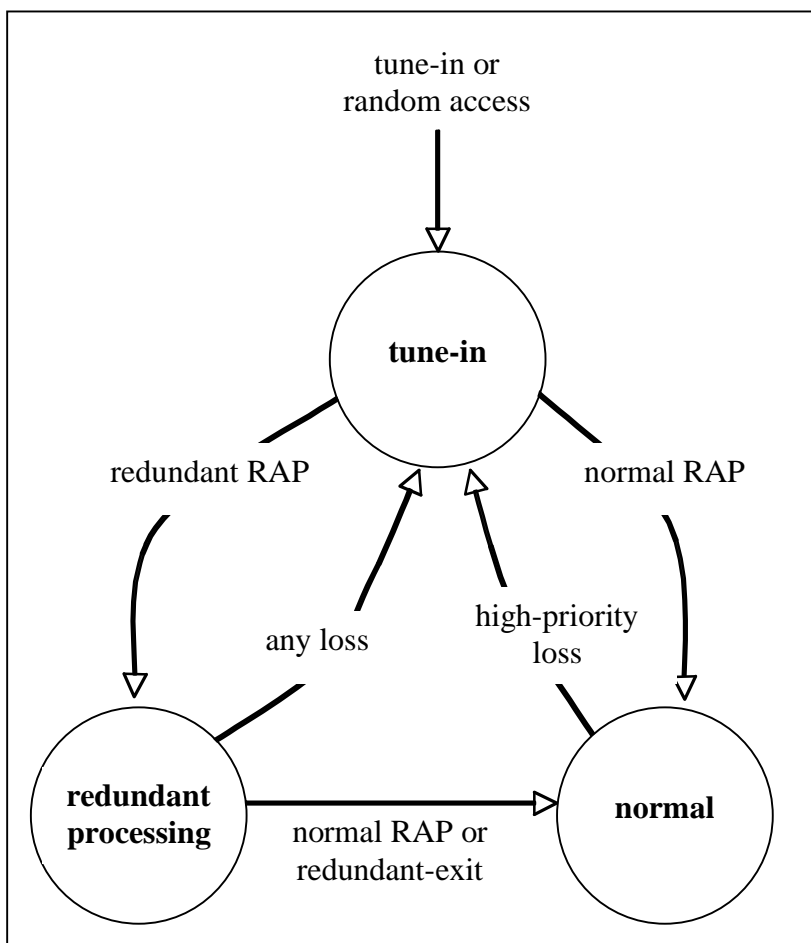 tune-in or
random access
tune-in
redundant RAP
normal RAP
any loss
high-priority
loss
redundant
processing
normal RAP or
redundant-exit
normal